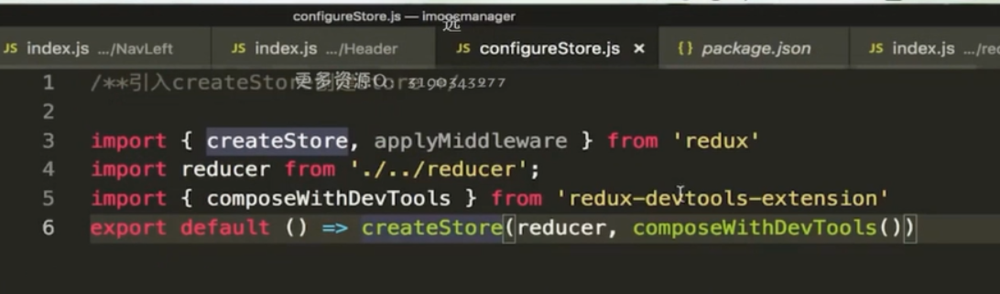 configureStore.js — imoocmanager
JS index.js .../NavLeft JS index.js .../Header JS configureStore.js × {} package.json JS index.js .../re
更多资源Q: 3190343277
1 /**引入createStore
2
3 import { createStore, applyMiddleware } from 'redux'
4 import reducer from './../reducer';
5 import { composeWithDevTools } from 'redux-devtools-extension'
6 export default () => createStore(reducer, composeWithDevTools())